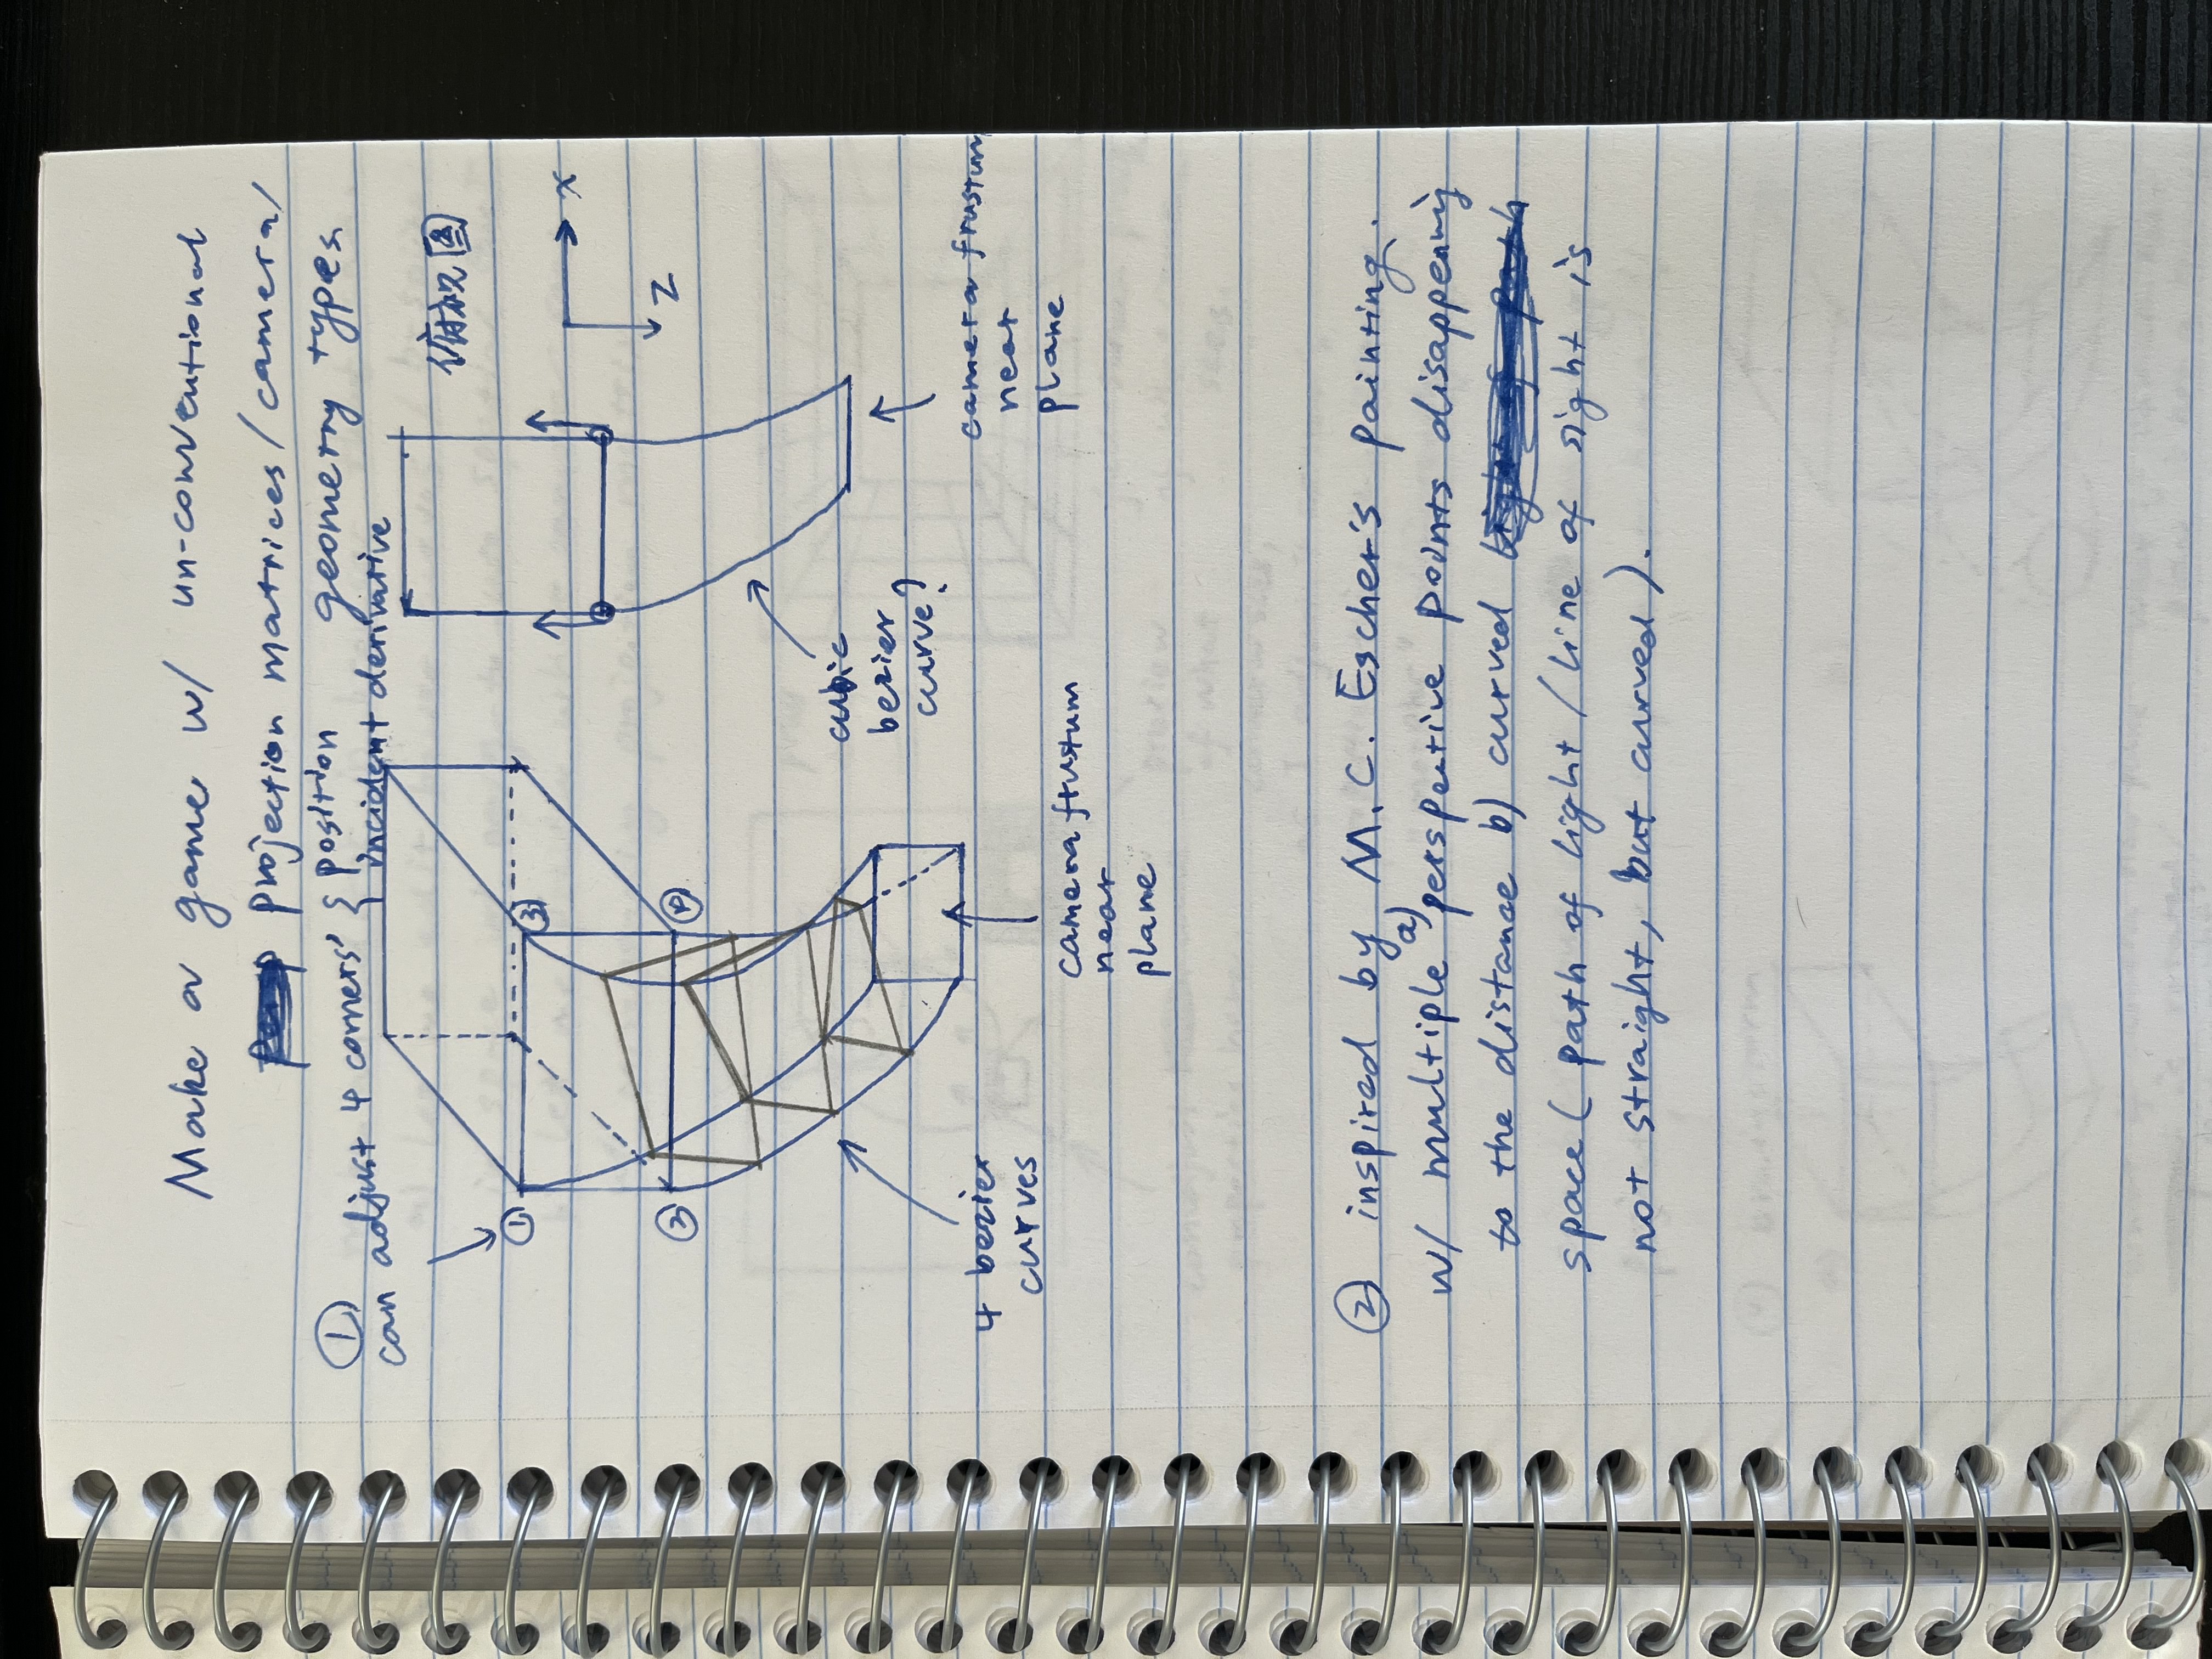 Make a game w/ un-conventional
projection matrices/camera/
geometry types
①
can adjust 4 corners' { position
incident derivative
俯视图
①
③
②
④
x
z
cubic
bezier
curve?
4 bezier
curves
camera frustum
near
plane
camera frustum
near
plane
② inspired by M.C. Escher's painting.
w/ multiple a) perspective points disappearing
to the distance b) curved
space ( path of light / line of sight is
not straight, but curved ).